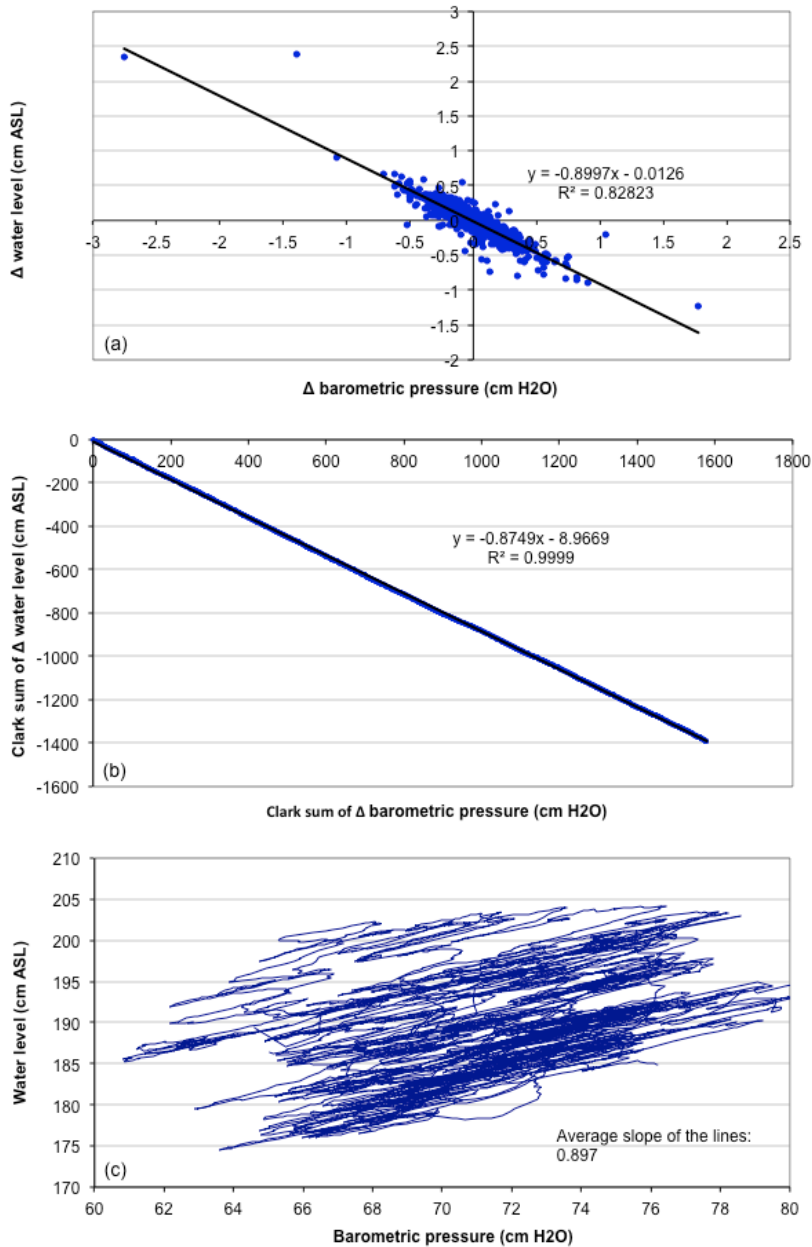 3
2.5
2
1.5
1
0.5
0
-3 -2.5 -2 -1.5 -1 -0.5 0 0.5 1 1.5 2 2.5
-0.5
-1
-1.5
-2
y = -0.8997x - 0.0126
R² = 0.82823
(a)
Δ water level (cm ASL)
Δ barometric pressure (cm H2O)
0
0 200 400 600 800 1000 1200 1400 1600 1800
-200
-400
-600
-800
-1000
-1200
-1400
-1600
y = -0.8749x - 8.9669
R² = 0.9999
(b)
Clark sum of Δ water level (cm ASL)
Clark sum of Δ barometric pressure (cm H2O)
210
205
200
195
190
185
180
175
170
Average slope of the lines:
0.897
(c)
60 62 64 66 68 70 72 74 76 78 80
Water level (cm ASL)
Barometric pressure (cm H2O)